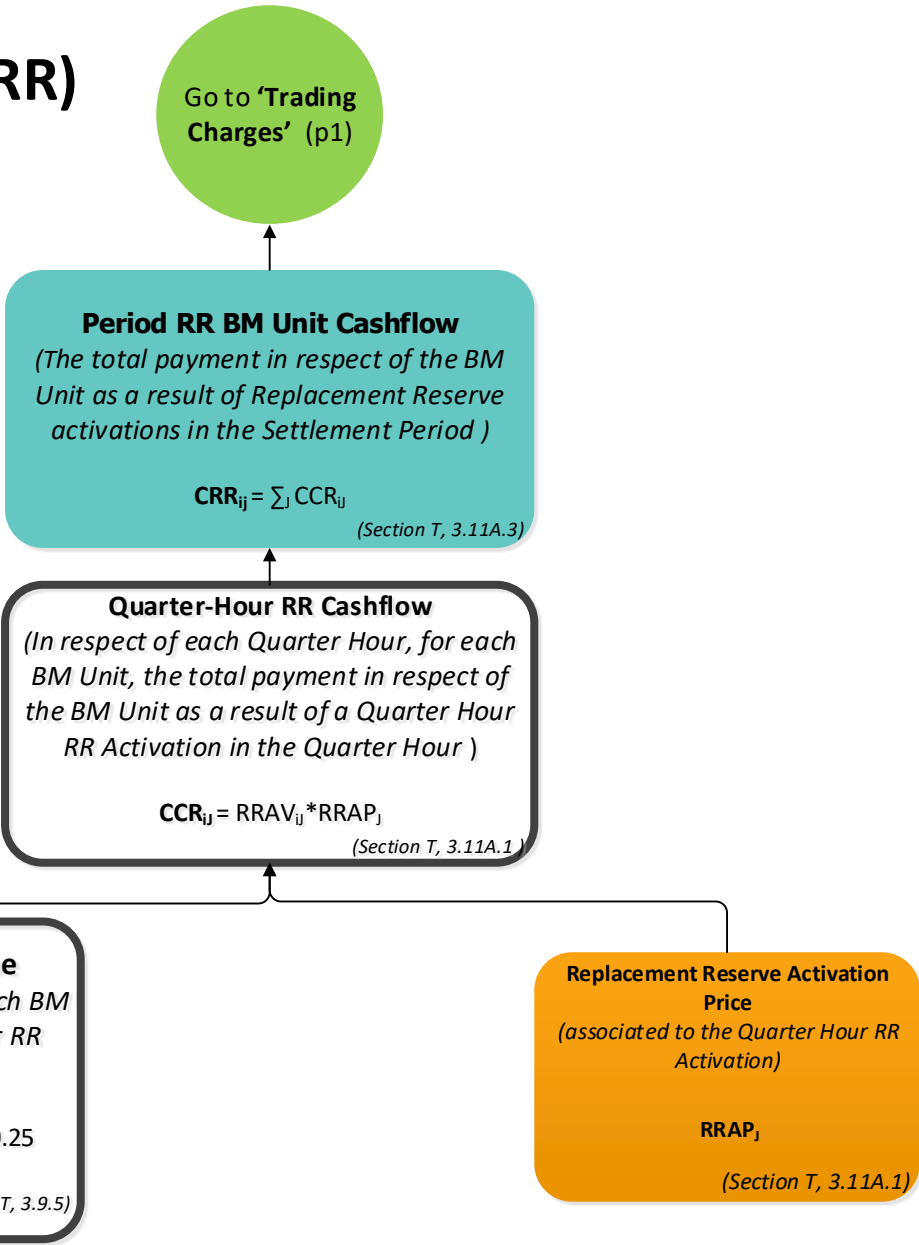 RR)
Go to ‘Trading
Charges’ (p1)
Period RR BM Unit Cashflow
(The total payment in respect of the BM
Unit as a result of Replacement Reserve
activations in the Settlement Period )
CRRij = ∑J CCRiJ
(Section T, 3.11A.3)
Quarter-Hour RR Cashflow
(In respect of each Quarter Hour, for each
BM Unit, the total payment in respect of
the BM Unit as a result of a Quarter Hour
RR Activation in the Quarter Hour )
CCRiJ = RRAViJ*RRAPJ
(Section T, 3.11A.1 )
e
ch BM
RR
.25
T, 3.9.5)
Replacement Reserve Activation
Price
(associated to the Quarter Hour RR
Activation)
RRAPJ
(Section T, 3.11A.1)